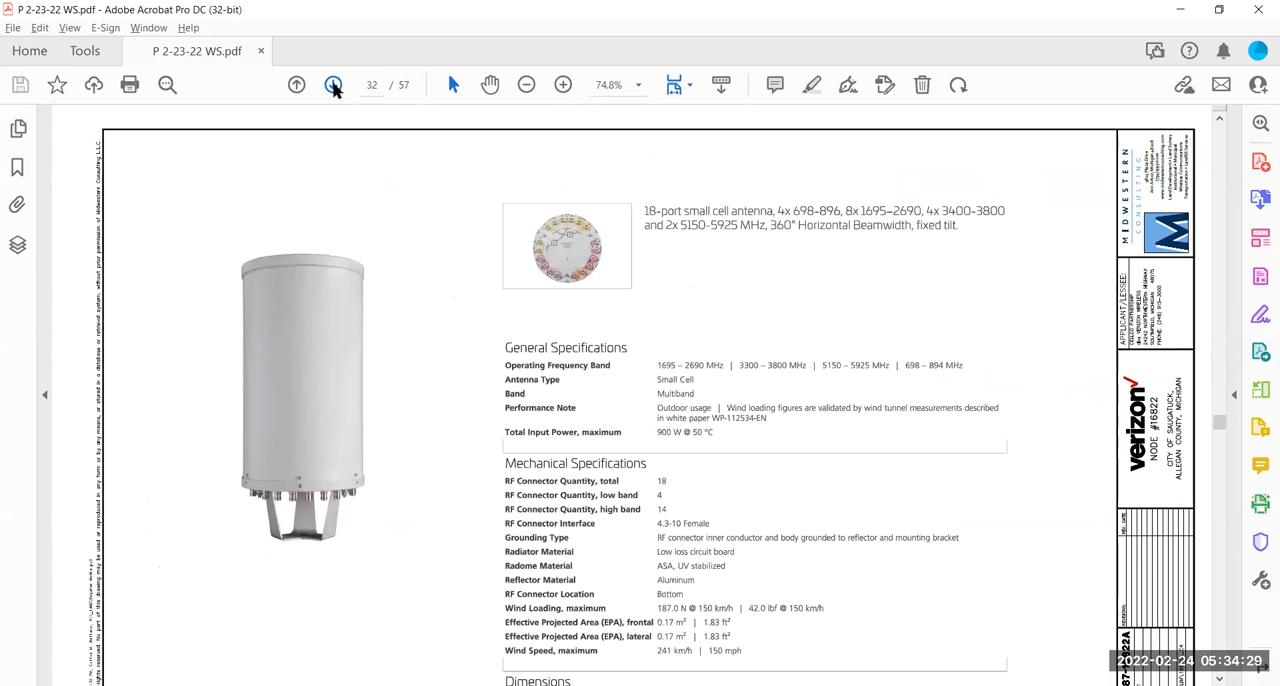 P 2-23-22 WS.pdf - Adobe Acrobat Pro DC (32-bit)
File Edit View E-Sign Window Help
Home Tools P 2-23-22 WS.pdf ×
32 / 57 74.8%
18-port small cell antenna, 4x 698-896, 8x 1695–2690, 4x 3400-3800
and 2x 5150-5925 MHz, 360° Horizontal Beamwidth, fixed tilt.
General Specifications
Operating Frequency Band 1695 – 2690 MHz | 3300 – 3800 MHz | 5150 – 5925 MHz | 698 – 894 MHz
Antenna Type Small Cell
Band Multiband
Performance Note Outdoor usage | Wind loading figures are validated by wind tunnel measurements described
in white paper WP-112534-EN
Total Input Power, maximum 900 W @ 50 °C
Mechanical Specifications
RF Connector Quantity, total 18
RF Connector Quantity, low band 4
RF Connector Quantity, high band 14
RF Connector Interface 4.3-10 Female
Grounding Type RF connector inner conductor and body grounded to reflector and mounting bracket
Radiator Material Low loss circuit board
Radome Material ASA, UV stabilized
Reflector Material Aluminum
RF Connector Location Bottom
Wind Loading, maximum 187.0 N @ 150 km/h | 42.0 lbf @ 150 km/h
Effective Projected Area (EPA), frontal 0.17 m² | 1.83 ft²
Effective Projected Area (EPA), lateral 0.17 m² | 1.83 ft²
Wind Speed, maximum 241 km/h | 150 mph
Dimensions
MIDWESTERN
CONSULTING
APPLICANT/LESSEE:
verizon
NODE #16822
CITY OF SAUGATUCK,
ALLEGAN COUNTY, MICHIGAN
2022-02-24 05:34:29